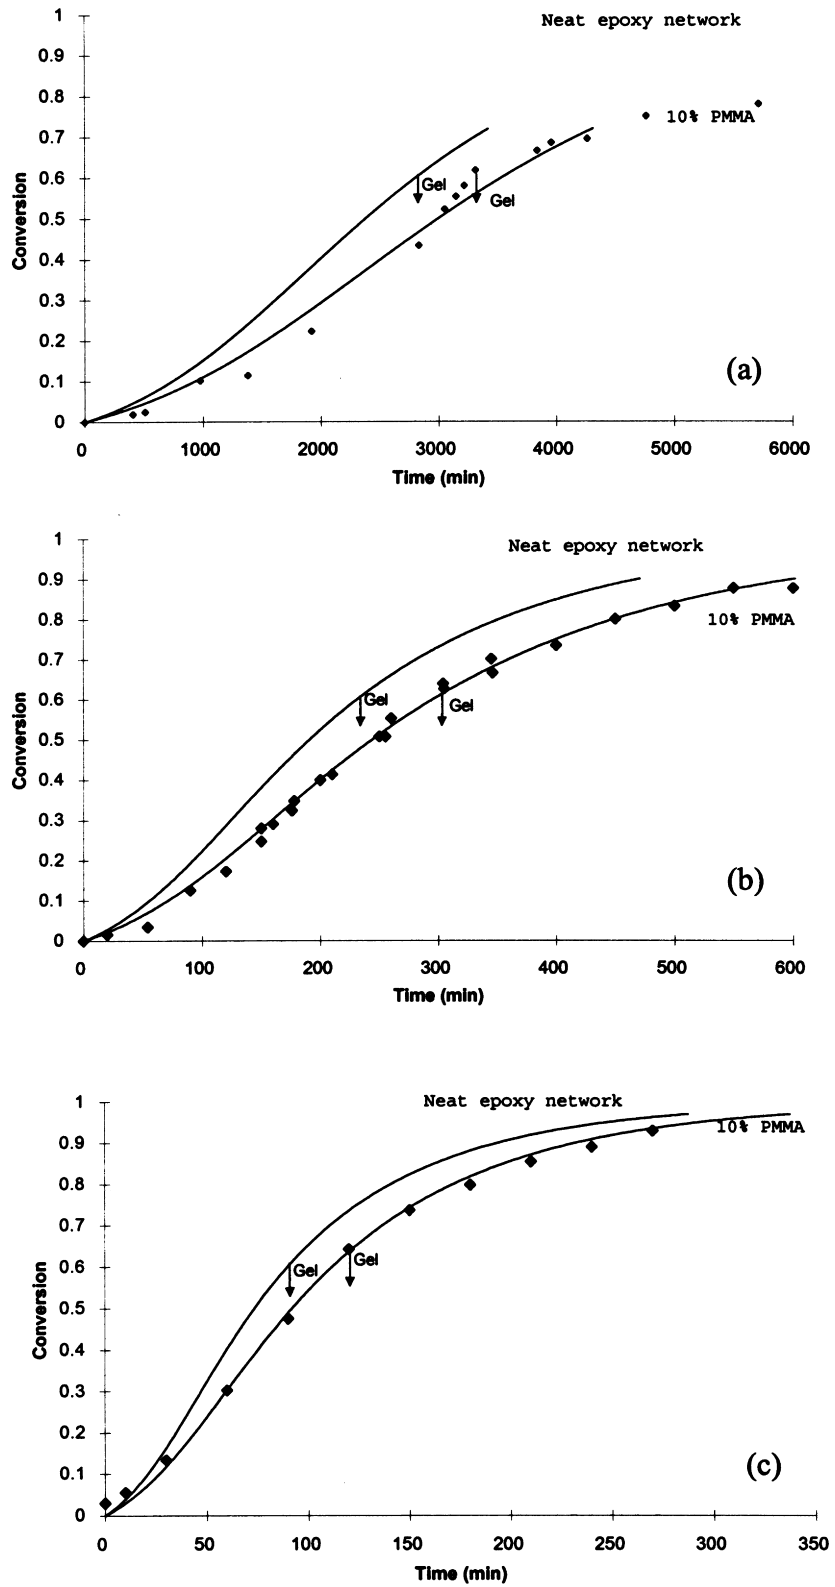 1
Neat epoxy network
0.9
0.8
10% PMMA
0.7
0.6
Gel
Gel
0.5
0.4
0.3
0.2
0.1
(a)
0
0 1000 2000 3000 4000 5000 6000
Conversion
Time (min)
1
Neat epoxy network
0.9
0.8
10% PMMA
0.7
Gel
Gel
0.6
0.5
0.4
0.3
0.2
(b)
0.1
0
0 100 200 300 400 500 600
Conversion
Time (min)
1
Neat epoxy network
10% PMMA
0.9
0.8
0.7
0.6
Gel
Gel
0.5
0.4
0.3
0.2
0.1
(c)
0
0 50 100 150 200 250 300 350
Conversion
Time (min)